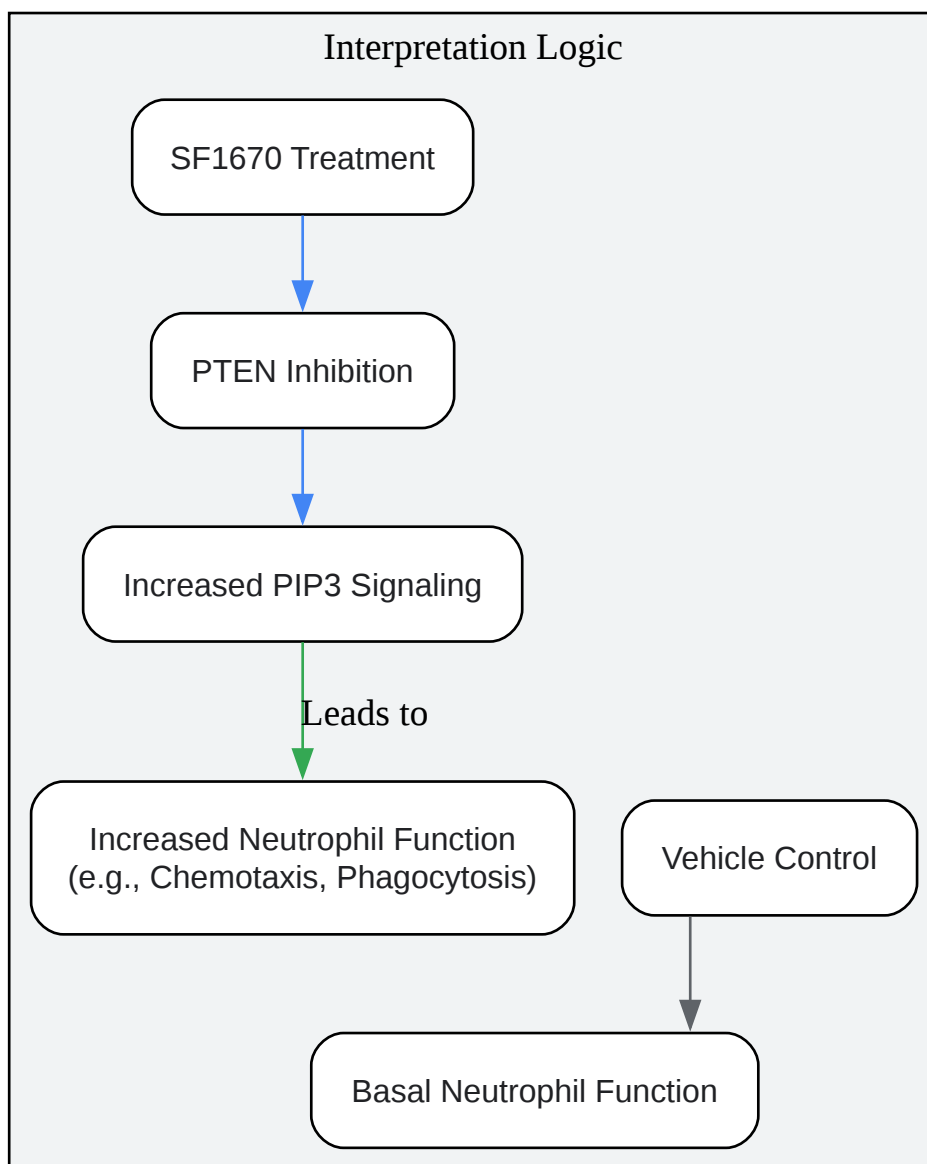 Interpretation Logic
SF1670 Treatment
PTEN Inhibition
Increased PIP3 Signaling
Leads to
Increased Neutrophil Function
(e.g., Chemotaxis, Phagocytosis)
Vehicle Control
Basal Neutrophil Function